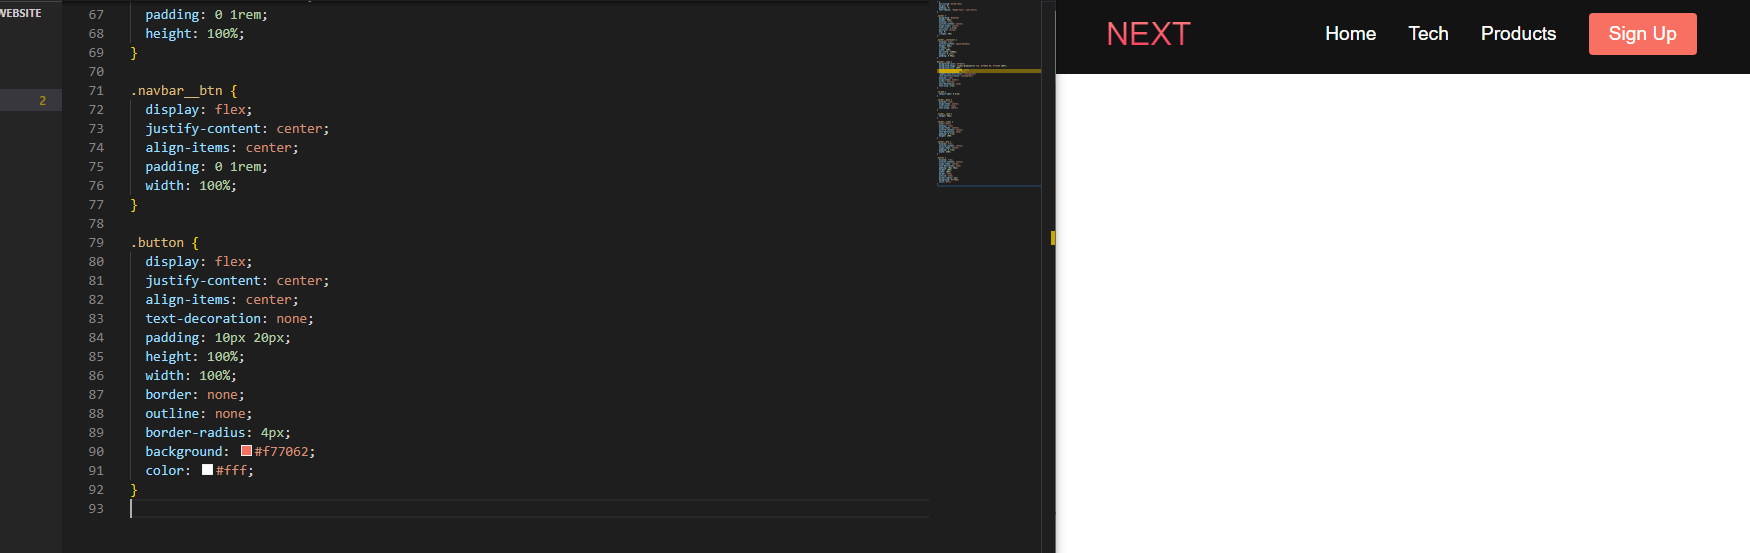 WEBSITE
2
67 padding: 0 1rem;
68 height: 100%;
69 }
70
71 .navbar__btn {
72 display: flex;
73 justify-content: center;
74 align-items: center;
75 padding: 0 1rem;
76 width: 100%;
77 }
78
79 .button {
80 display: flex;
81 justify-content: center;
82 align-items: center;
83 text-decoration: none;
84 padding: 10px 20px;
85 height: 100%;
86 width: 100%;
87 border: none;
88 outline: none;
89 border-radius: 4px;
90 background: #f77062;
91 color: #fff;
92 }
93
NEXT Home Tech Products Sign Up